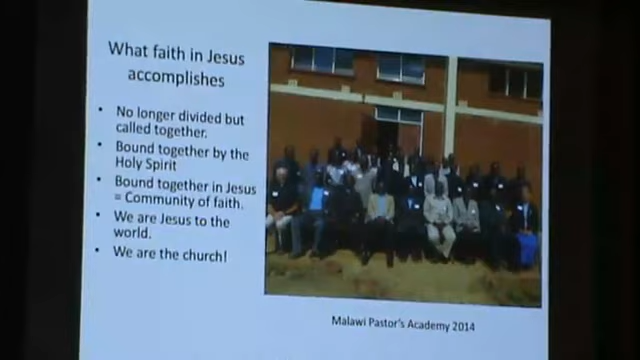 What faith in Jesus
accomplishes
• No longer divided but
called together.
• Bound together by the
Holy Spirit
• Bound together in Jesus
= Community of faith.
• We are Jesus to the
world.
• We are the church!
Malawi Pastor's Academy 2014